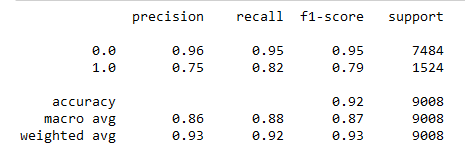 precision recall f1-score support
0.0 0.96 0.95 0.95 7484
1.0 0.75 0.82 0.79 1524
accuracy 0.92 9008
macro avg 0.86 0.88 0.87 9008
weighted avg 0.93 0.92 0.93 9008